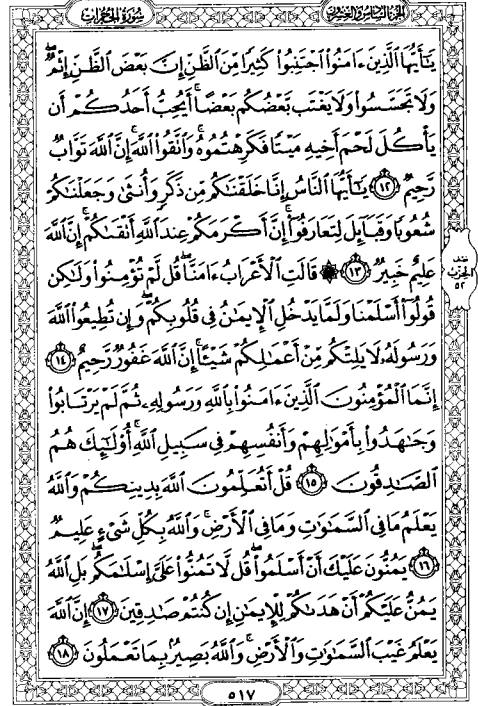 الجزء السادس والعشرون
سورة الحجرات
يَٰٓأَيُّهَا ٱلَّذِينَ ءَامَنُوا۟ ٱجْتَنِبُوا۟ كَثِيرًا مِّنَ ٱلظَّنِّ إِنَّ بَعْضَ ٱلظَّنِّ إِثْمٌ ۖ
وَلَا تَجَسَّسُوا۟ وَلَا يَغْتَب بَّعْضُكُم بَعْضًا ۚ أَيُحِبُّ أَحَدُكُمْ أَن
يَأْكُلَ لَحْمَ أَخِيهِ مَيْتًا فَكَرِهْتُمُوهُ ۚ وَٱتَّقُوا۟ ٱللَّهَ ۚ إِنَّ ٱللَّهَ تَوَّابٌ
رَّحِيمٌ ١٢ يَٰٓأَيُّهَا ٱلنَّاسُ إِنَّا خَلَقْنَٰكُم مِّن ذَكَرٍ وَأُنثَىٰ وَجَعَلْنَٰكُمْ
شُعُوبًا وَقَبَآئِلَ لِتَعَارَفُوٓا۟ ۚ إِنَّ أَكْرَمَكُمْ عِندَ ٱللَّهِ أَتْقَىٰكُمْ ۚ إِنَّ ٱللَّهَ
عَلِيمٌ خَبِيرٌ ١٣ ۞ قَالَتِ ٱلْأَعْرَابُ ءَامَنَّا ۖ قُل لَّمْ تُؤْمِنُوا۟ وَلَٰكِن
قُولُوٓا۟ أَسْلَمْنَا وَلَمَّا يَدْخُلِ ٱلْإِيمَٰنُ فِى قُلُوبِكُمْ ۖ وَإِن تُطِيعُوا۟ ٱللَّهَ
وَرَسُولَهُۥ لَا يَلِتْكُم مِّنْ أَعْمَٰلِكُمْ شَيْـًٔا ۚ إِنَّ ٱللَّهَ غَفُورٌ رَّحِيمٌ ١٤
إِنَّمَا ٱلْمُؤْمِنُونَ ٱلَّذِينَ ءَامَنُوا۟ بِٱللَّهِ وَرَسُولِهِۦ ثُمَّ لَمْ يَرْتَابُوا۟
وَجَٰهَدُوا۟ بِأَمْوَٰلِهِمْ وَأَنفُسِهِمْ فِى سَبِيلِ ٱللَّهِ ۚ أُو۟لَٰٓئِكَ هُمُ
ٱلصَّٰدِقُونَ ١٥ قُلْ أَتُعَلِّمُونَ ٱللَّهَ بِدِينِكُمْ وَٱللَّهُ
يَعْلَمُ مَا فِى ٱلسَّمَٰوَٰتِ وَمَا فِى ٱلْأَرْضِ ۚ وَٱللَّهُ بِكُلِّ شَىْءٍ عَلِيمٌ
١٦ يَمُنُّونَ عَلَيْكَ أَنْ أَسْلَمُوا۟ ۖ قُل لَّا تَمُنُّوا۟ عَلَىَّ إِسْلَٰمَكُم ۖ بَلِ ٱللَّهُ
يَمُنُّ عَلَيْكُمْ أَنْ هَدَىٰكُمْ لِلْإِيمَٰنِ إِن كُنتُمْ صَٰدِقِينَ ١٧ إِنَّ ٱللَّهَ
يَعْلَمُ غَيْبَ ٱلسَّمَٰوَٰتِ وَٱلْأَرْضِ ۚ وَٱللَّهُ بَصِيرٌۢ بِمَا تَعْمَلُونَ ١٨
نصف
الحزب
٥٢
٥١٧